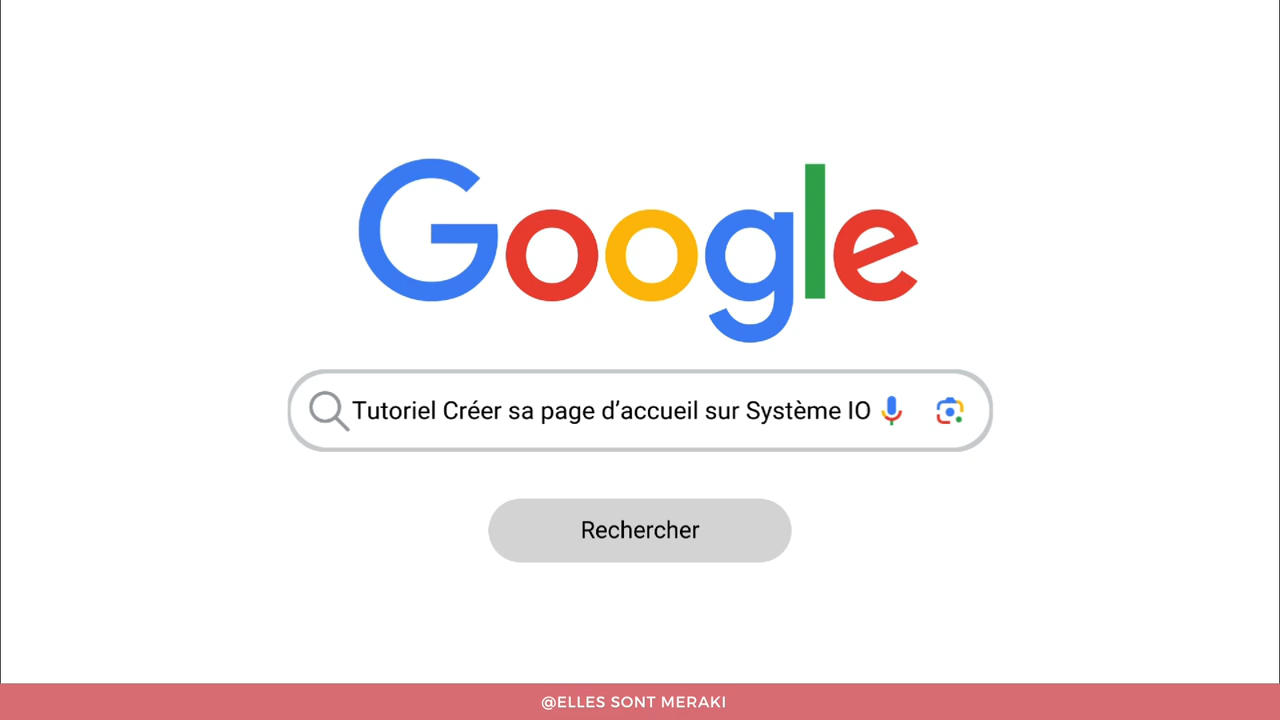 Google
Tutoriel Créer sa page d’accueil sur Système IO
Rechercher
@ELLES SONT MERAKI